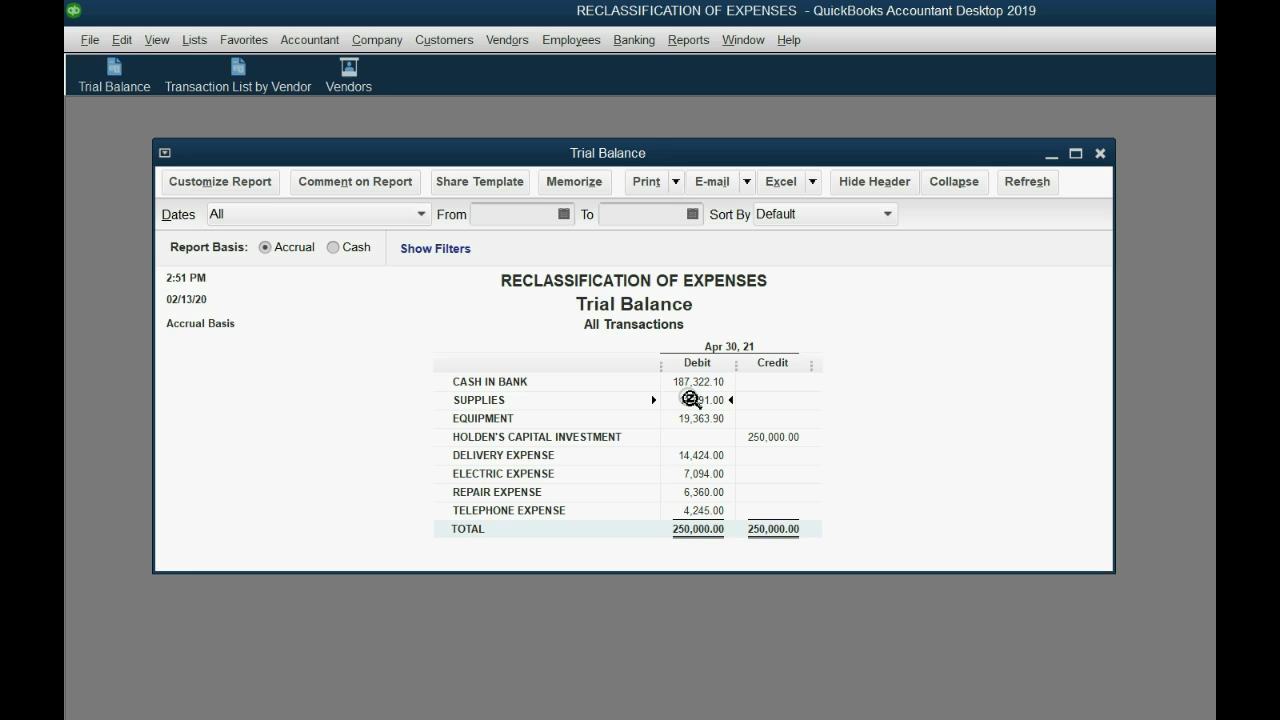 RECLASSIFICATION OF EXPENSES - QuickBooks Accountant Desktop 2019
File Edit View Lists Favorites Accountant Company Customers Vendors Employees Banking Reports Window Help
Trial Balance Transaction List by Vendor Vendors
Trial Balance
Customize Report Comment on Report Share Template Memorize Print E-mail Excel Hide Header Collapse Refresh
Dates All From To Sort By Default
Report Basis: Accrual Cash Show Filters
2:51 PM RECLASSIFICATION OF EXPENSES
02/13/20 Trial Balance
Accrual Basis All Transactions
Apr 30, 21
Debit Credit
CASH IN BANK 187,322.10
SUPPLIES
EQUIPMENT 19,363.90
HOLDEN'S CAPITAL INVESTMENT 250,000.00
DELIVERY EXPENSE 14,424.00
ELECTRIC EXPENSE 7,094.00
REPAIR EXPENSE 6,360.00
TELEPHONE EXPENSE 4,245.00
TOTAL 250,000.00 250,000.00